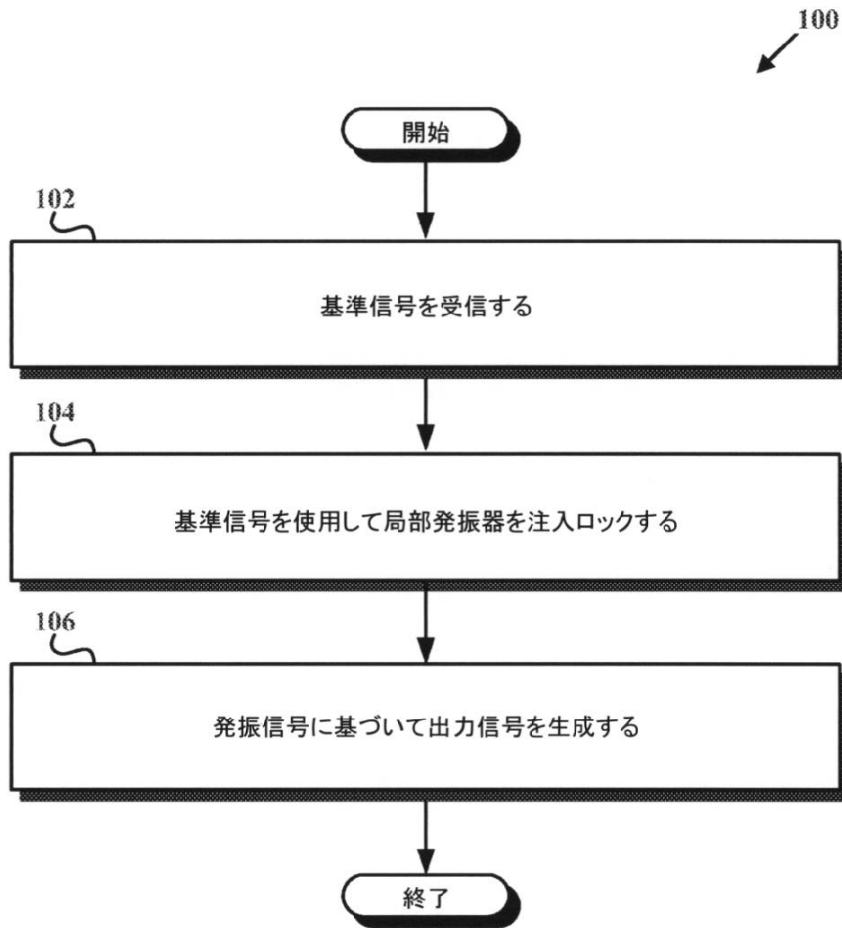 100
開始
102
基準信号を受信する
104
基準信号を使用して局部発振器を注入ロックする
106
発振信号に基づいて出力信号を生成する
終了